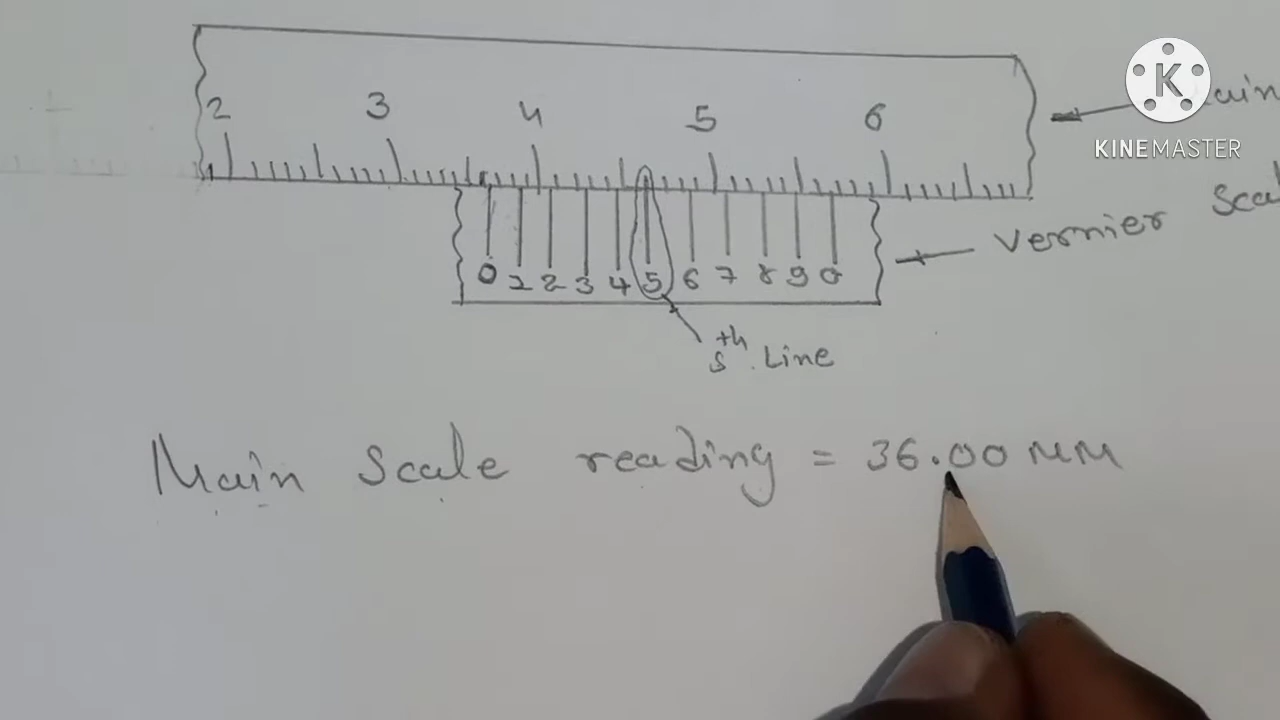 2 3 4 5 6
KINEMASTER
Vernier
0 1 2 3 4 5 6 7 8 9 0
5th Line
Main Scale reading = 36.00 MM